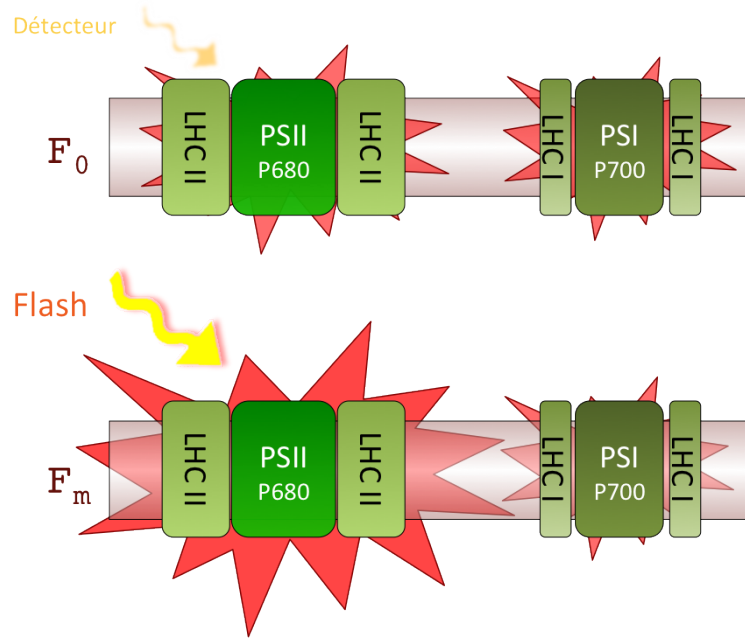 Détecteur
F0
LHC II
PSII
P680
LHC II
LHC I
PSI
P700
LHC I
Flash
Fm
LHC II
PSII
P680
LHC II
LHC I
PSI
P700
LHC I